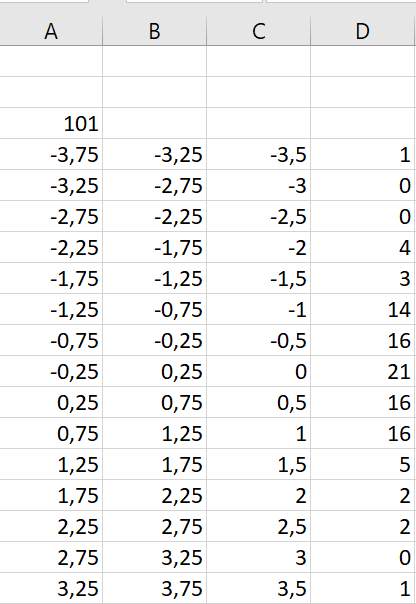 A B C D
101
-3,75 -3,25 -3,5 1
-3,25 -2,75 -3 0
-2,75 -2,25 -2,5 0
-2,25 -1,75 -2 4
-1,75 -1,25 -1,5 3
-1,25 -0,75 -1 14
-0,75 -0,25 -0,5 16
-0,25 0,25 0 21
0,25 0,75 0,5 16
0,75 1,25 1 16
1,25 1,75 1,5 5
1,75 2,25 2 2
2,25 2,75 2,5 2
2,75 3,25 3 0
3,25 3,75 3,5 1